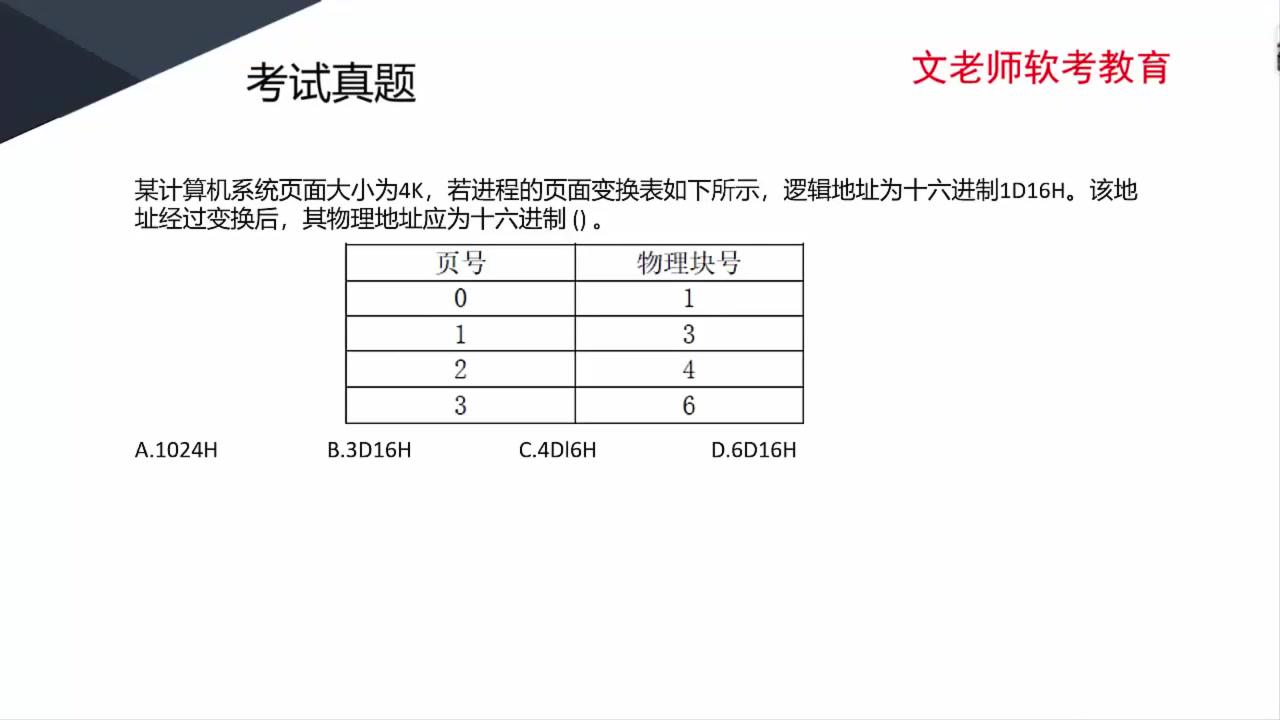 考试真题
文老师软考教育
某计算机系统页面大小为4K，若进程的页面变换表如下所示，逻辑地址为十六进制1D16H。该地
址经过变换后，其物理地址应为十六进制 () 。
页号 物理块号
0 1
1 3
2 4
3 6
A.1024H B.3D16H C.4Dl6H D.6D16H